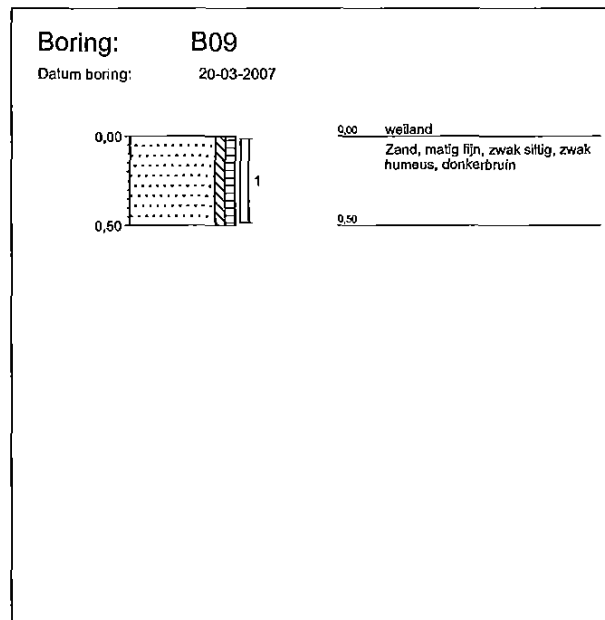 Boring: B09
Datum boring: 20-03-2007
0,00
1
0,50
0,00 weiland
Zand, matig fijn, zwak siltig, zwak
humeus, donkerbruin
0,50